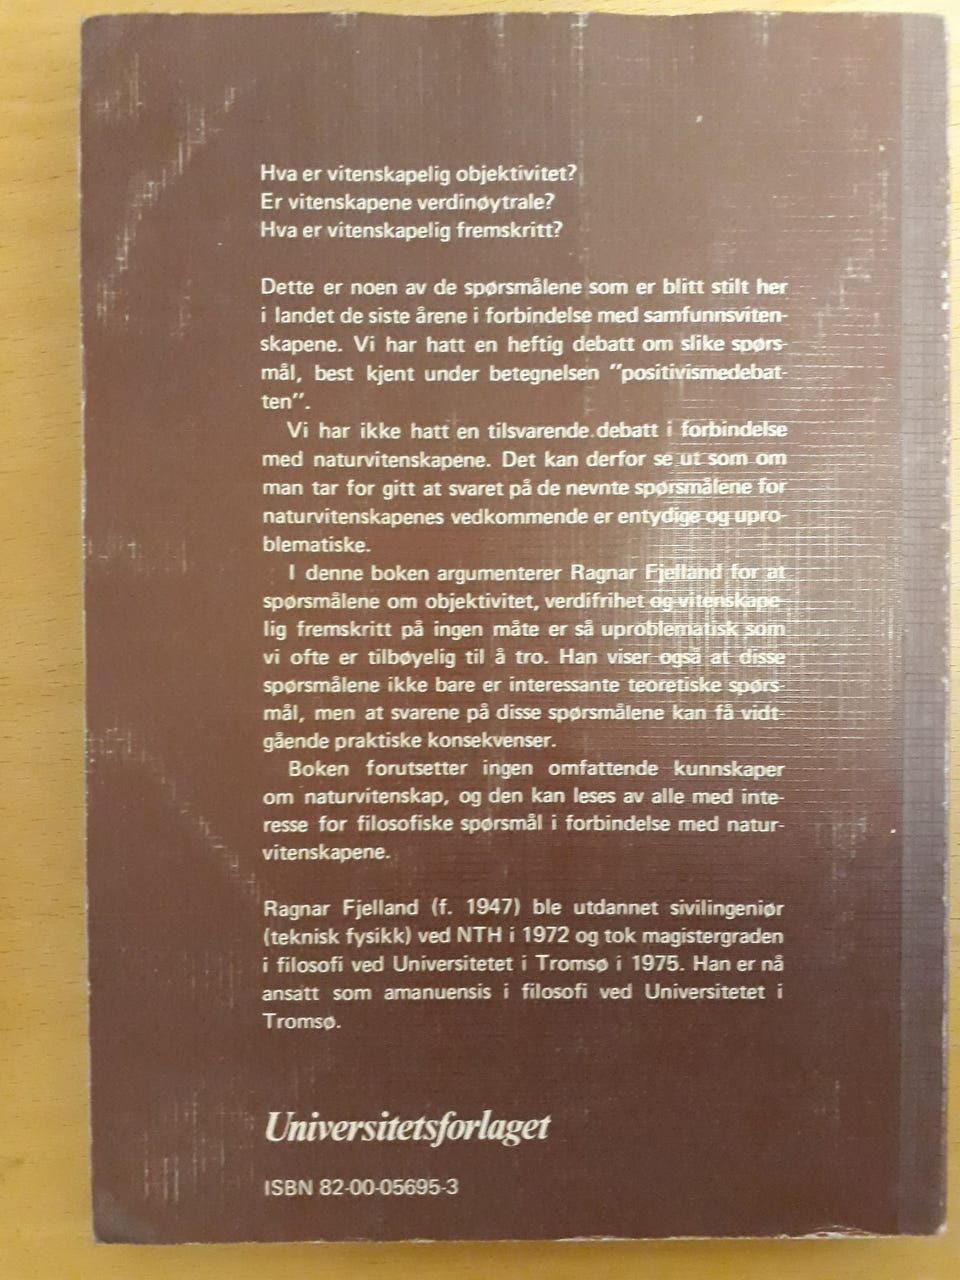 Hva er vitenskapelig objektivitet?
Er vitenskapene verdinøytrale?
Hva er vitenskapelig fremskritt?
Dette er noen av de spørsmålene som er blitt stilt her
i landet de siste årene i forbindelse med samfunnsviten-
skapene. Vi har hatt en heftig debatt om slike spørs-
mål, best kjent under betegnelsen "positivismedebat-
ten".
Vi har ikke hatt en tilsvarende debatt i forbindelse
med naturvitenskapene. Det kan derfor se ut som om
man tar for gitt at svaret på de nevnte spørsmålene for
naturvitenskapenes vedkommende er entydige og upro-
blematiske.
I denne boken argumenterer Ragnar Fjelland for at
spørsmålene om objektivitet, verdifrihet og vitenskape-
lig fremskritt på ingen måte er så uproblematisk som
vi ofte er tilbøyelig til å tro. Han viser også at disse
spørsmålene ikke bare er interessante teoretiske spørs-
mål, men at svarene på disse spørsmålene kan få vidt-
gående praktiske konsekvenser.
Boken forutsetter ingen omfattende kunnskaper
om naturvitenskap, og den kan leses av alle med inte-
resse for filosofiske spørsmål i forbindelse med natur-
vitenskapene.
Ragnar Fjelland (f. 1947) ble utdannet sivilingeniør
(teknisk fysikk) ved NTH i 1972 og tok magistergraden
i filosofi ved Universitetet i Tromsø i 1975. Han er nå
ansatt som amanuensis i filosofi ved Universitetet i
Tromsø.
Universitetsforlaget
ISBN 82-00-05695-3